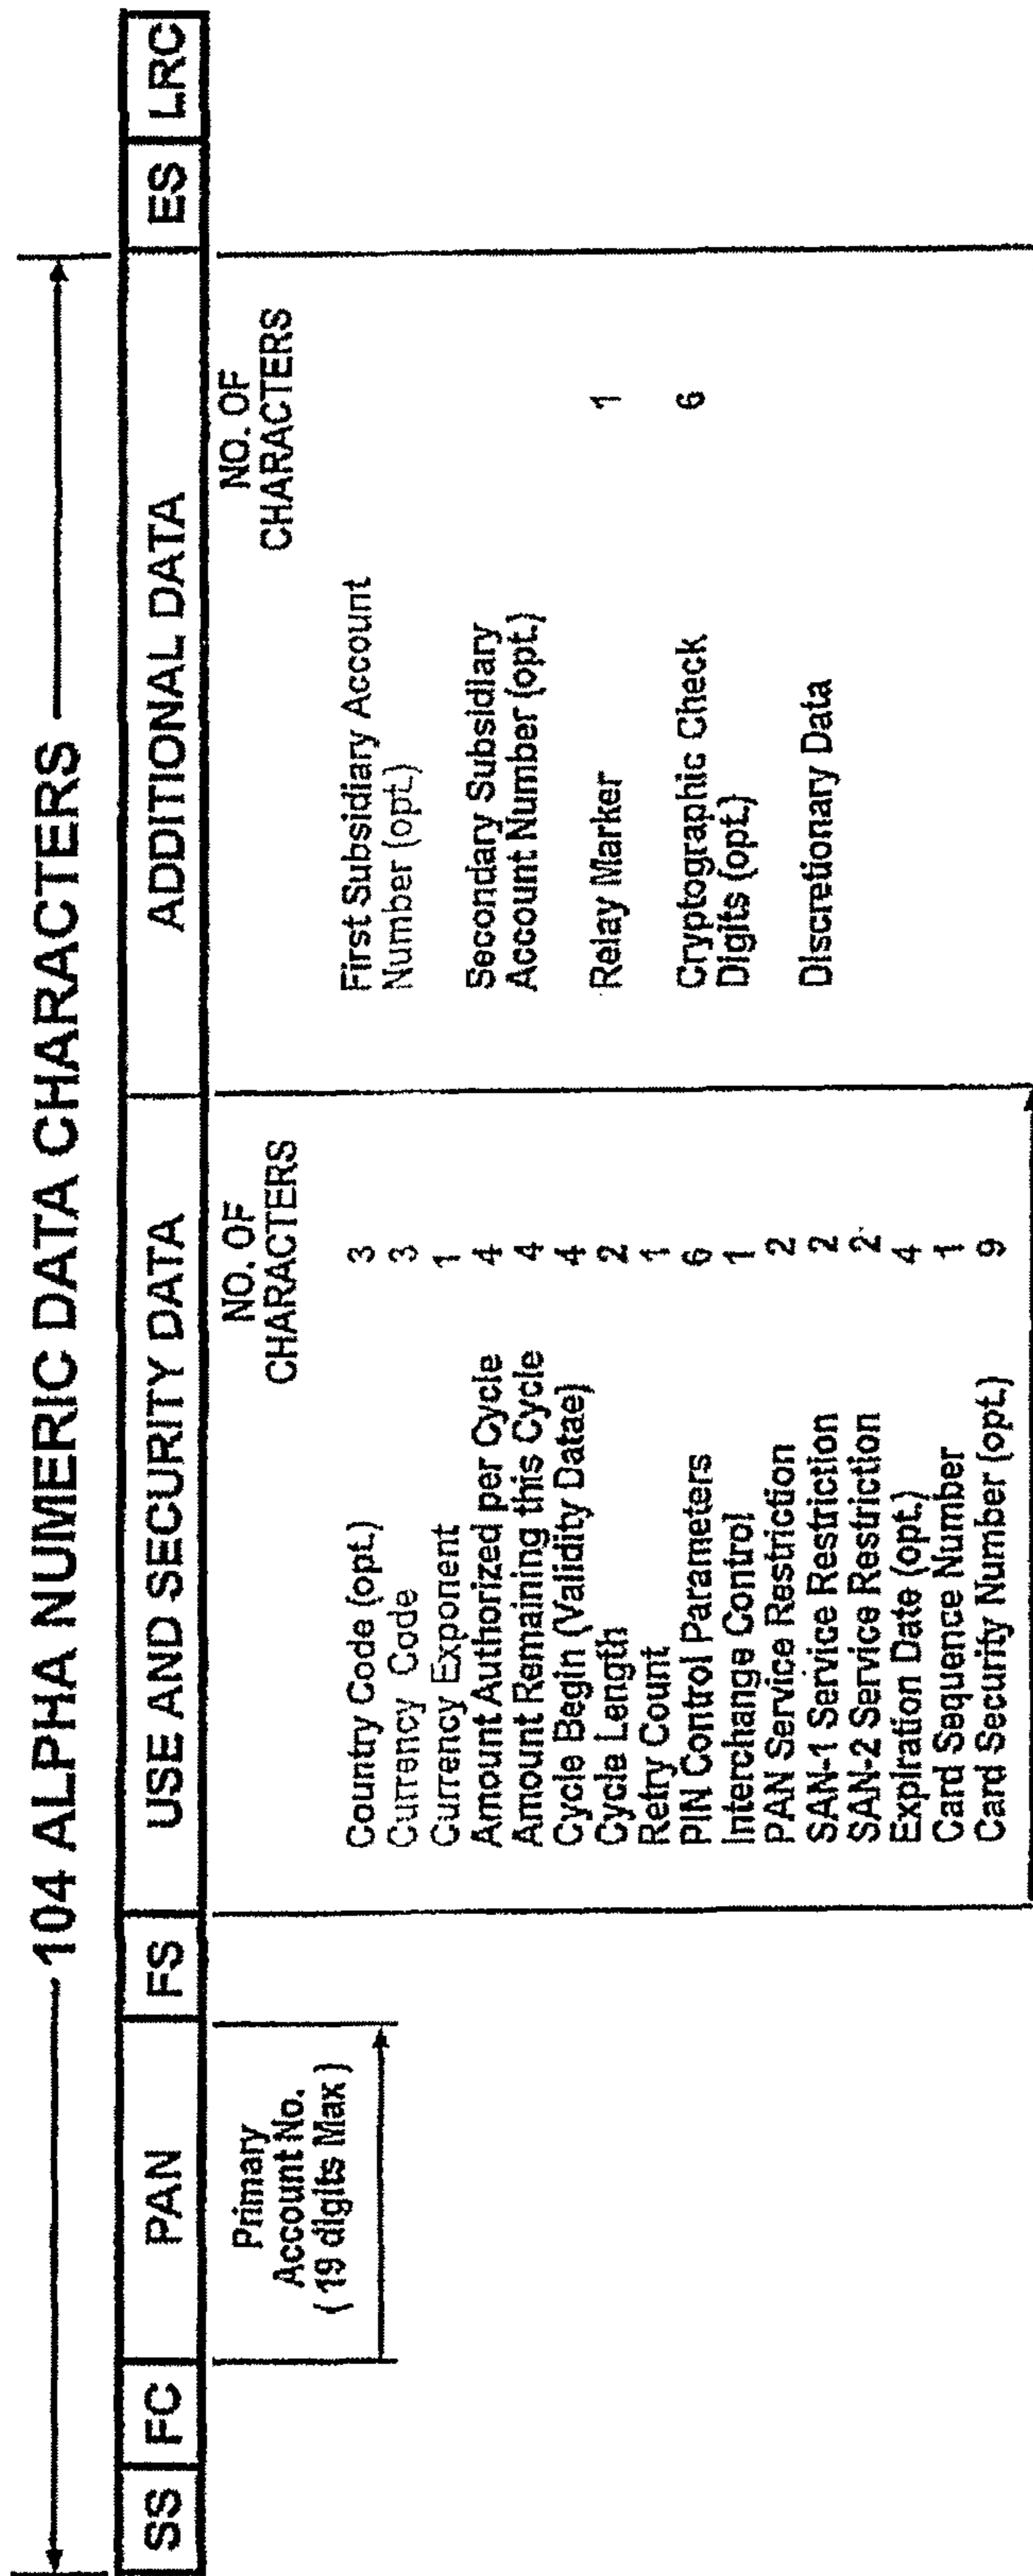 104 ALPHA NUMERIC DATA CHARACTERS
SS FC PAN FS USE AND SECURITY DATA ADDITIONAL DATA ES LRC
Primary
Account No.
(19 digits Max)
NO. OF
CHARACTERS
Country Code (opt.) 3
Currency Code 3
Currency Exponent 1
Amount Authorized per Cycle 4
Amount Remaining this Cycle 4
Cycle Begin (Validity Datae) 4
Cycle Length 2
Retry Count 1
PIN Control Parameters 6
Interchange Control 1
PAN Service Restriction 2
SAN-1 Service Restriction 2
SAN-2 Service Restriction 2
Expiration Date (opt.) 4
Card Sequence Number 1
Card Security Number (opt.) 9
NO. OF
CHARACTERS
First Subsidiary Account
Number (opt.)
Secondary Subsidiary
Account Number (opt.)
Relay Marker 1
Cryptographic Check 6
Digits (opt.)
Discretionary Data